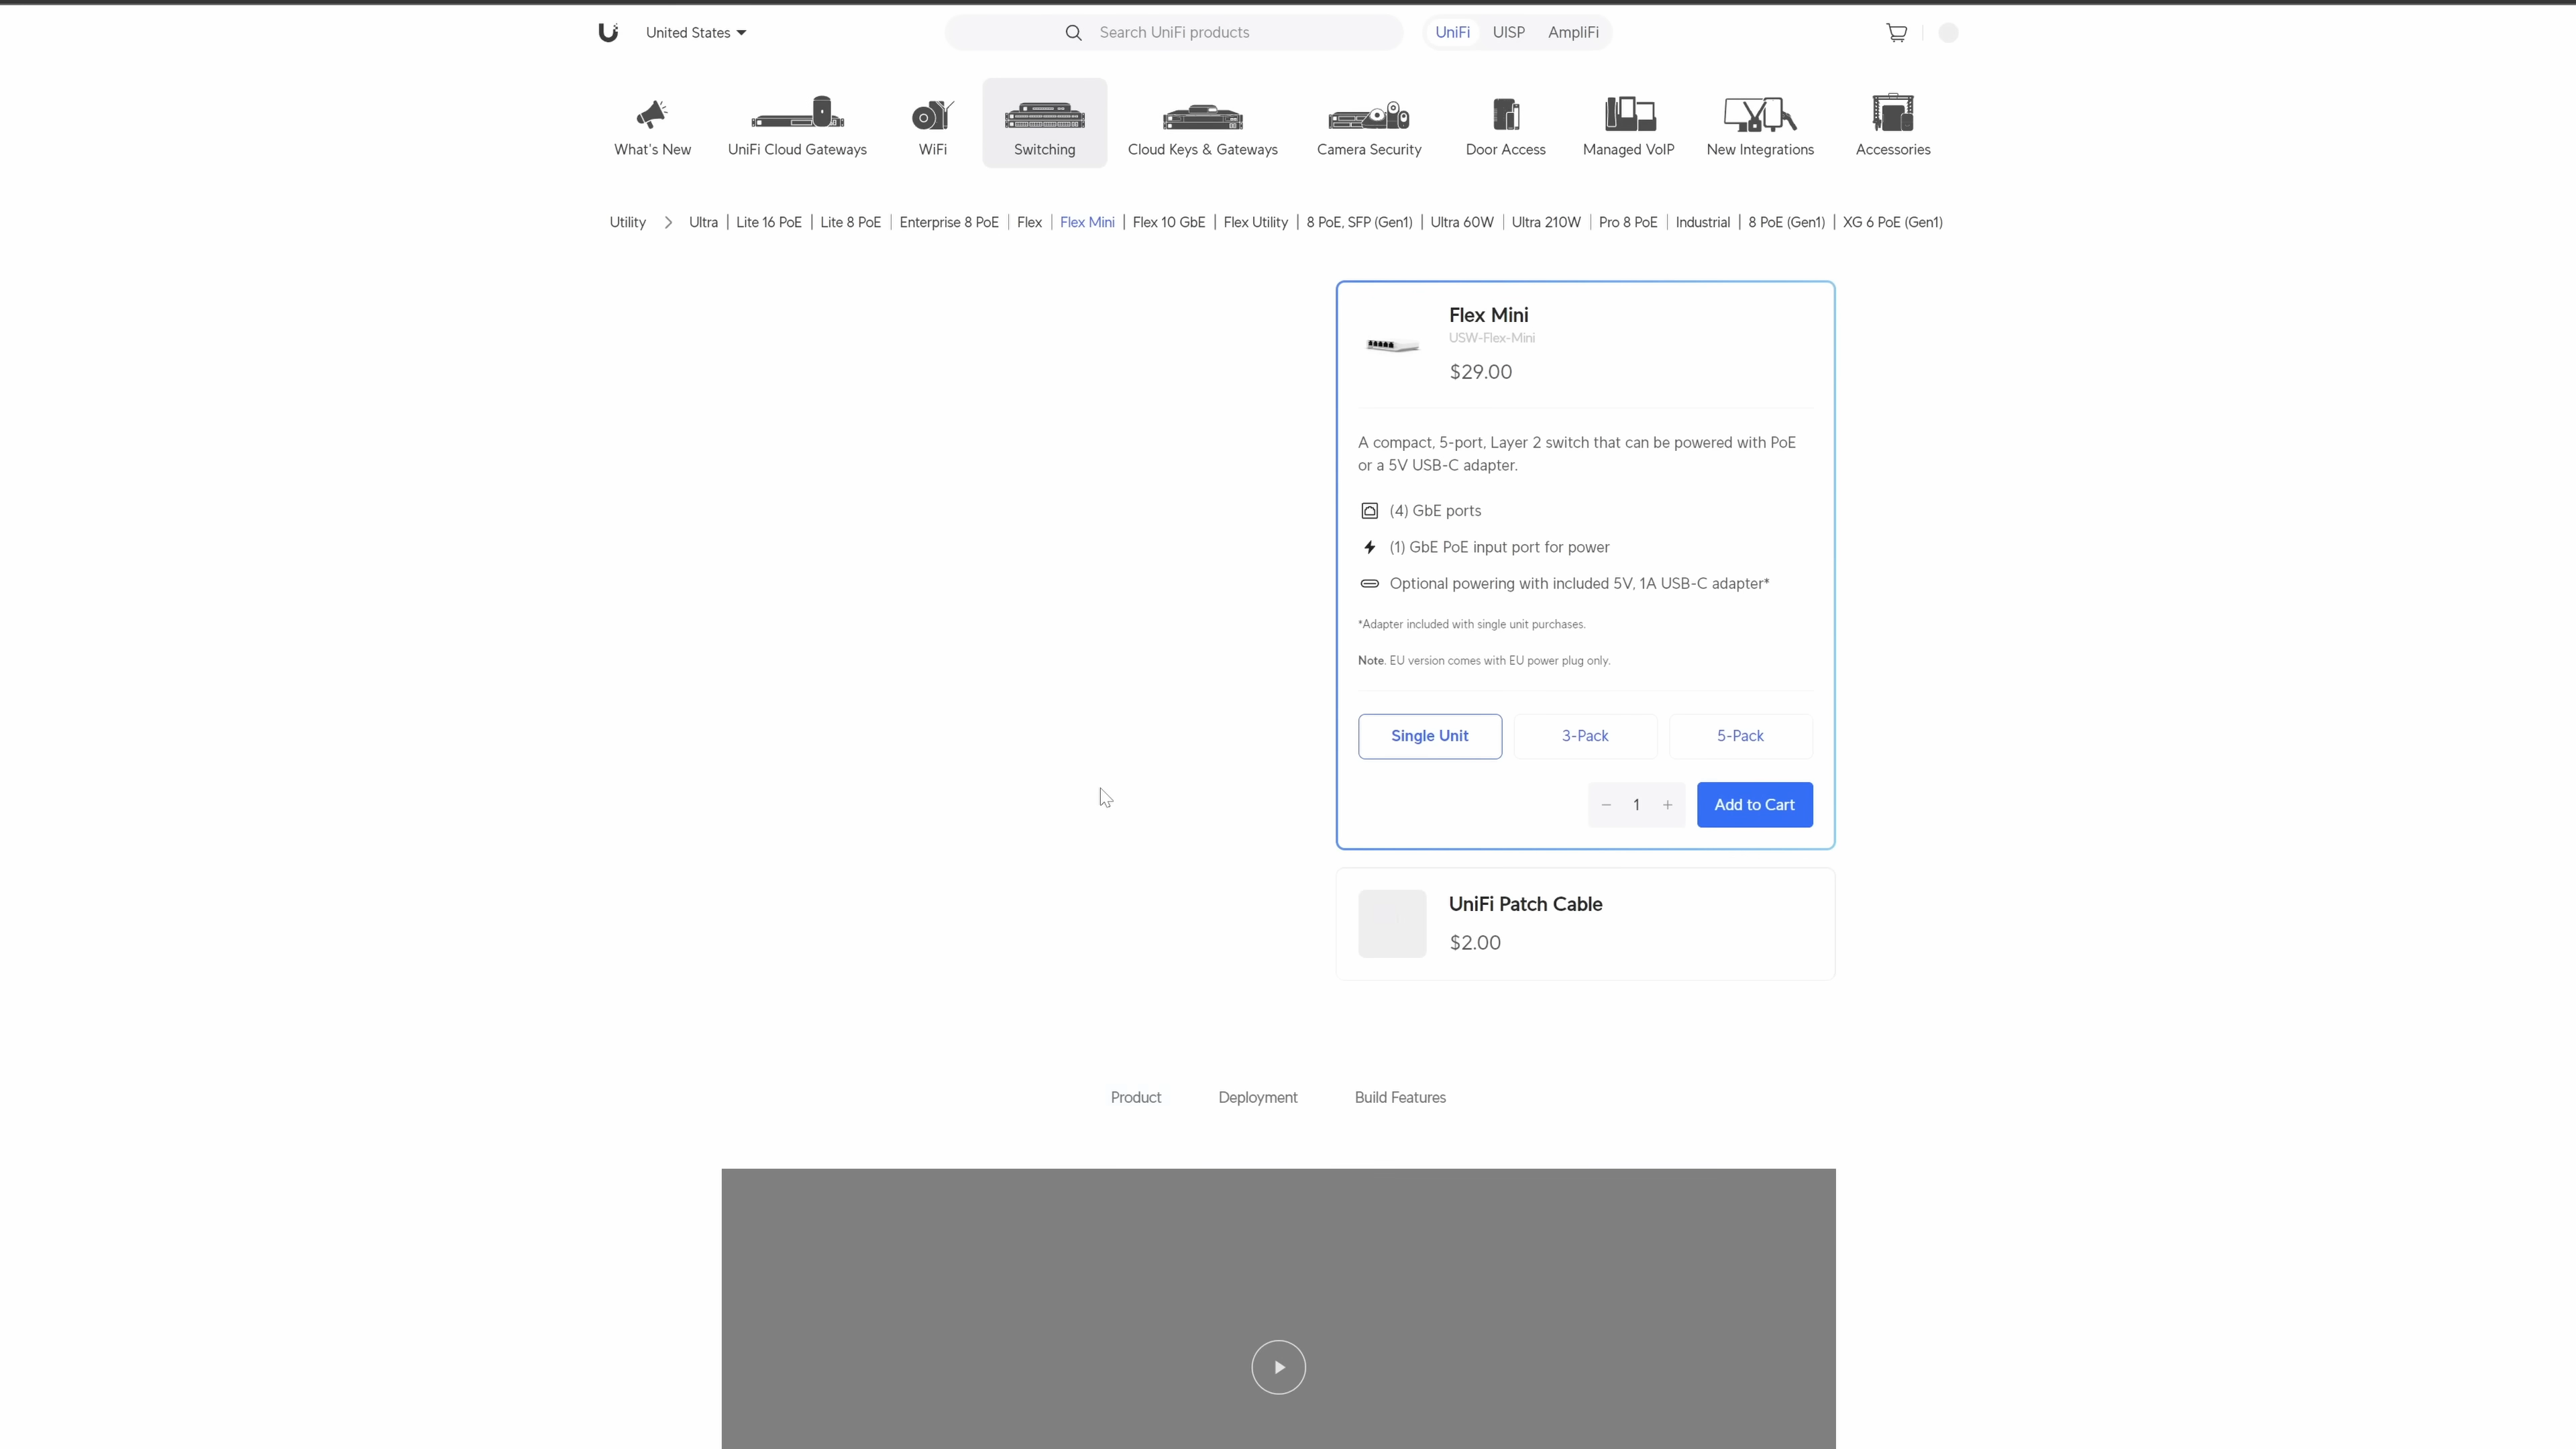 United States
Search UniFi products
UniFi UISP AmpliFi
What's New
UniFi Cloud Gateways
WiFi
Switching
Cloud Keys & Gateways
Camera Security
Door Access
Managed VoIP
New Integrations
Accessories
Utility > Ultra | Lite 16 PoE | Lite 8 PoE | Enterprise 8 PoE | Flex | Flex Mini | Flex 10 GbE | Flex Utility | 8 PoE, SFP (Gen1) | Ultra 60W | Ultra 210W | Pro 8 PoE | Industrial | 8 PoE (Gen1) | XG 6 PoE (Gen1)
Flex Mini
USW-Flex-Mini
$29.00
A compact, 5-port, Layer 2 switch that can be powered with PoE
or a 5V USB-C adapter.
(4) GbE ports
(1) GbE PoE input port for power
Optional powering with included 5V, 1A USB-C adapter*
*Adapter included with single unit purchases.
Note. EU version comes with EU power plug only.
Single Unit
3-Pack
5-Pack
− 1 +
Add to Cart
UniFi Patch Cable
$2.00
Product
Deployment
Build Features